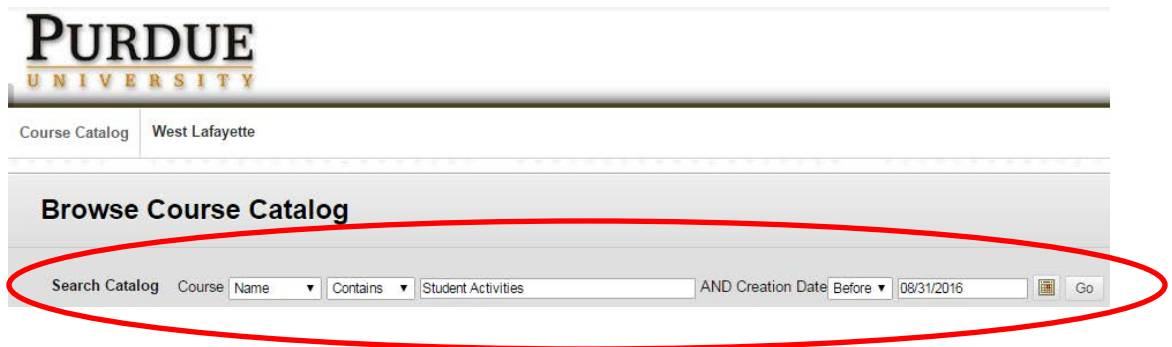 PURDUE
UNIVERSITY
Course Catalog West Lafayette
Browse Course Catalog
Search Catalog Course Name Contains Student Activities AND Creation Date Before 08/31/2016 Go